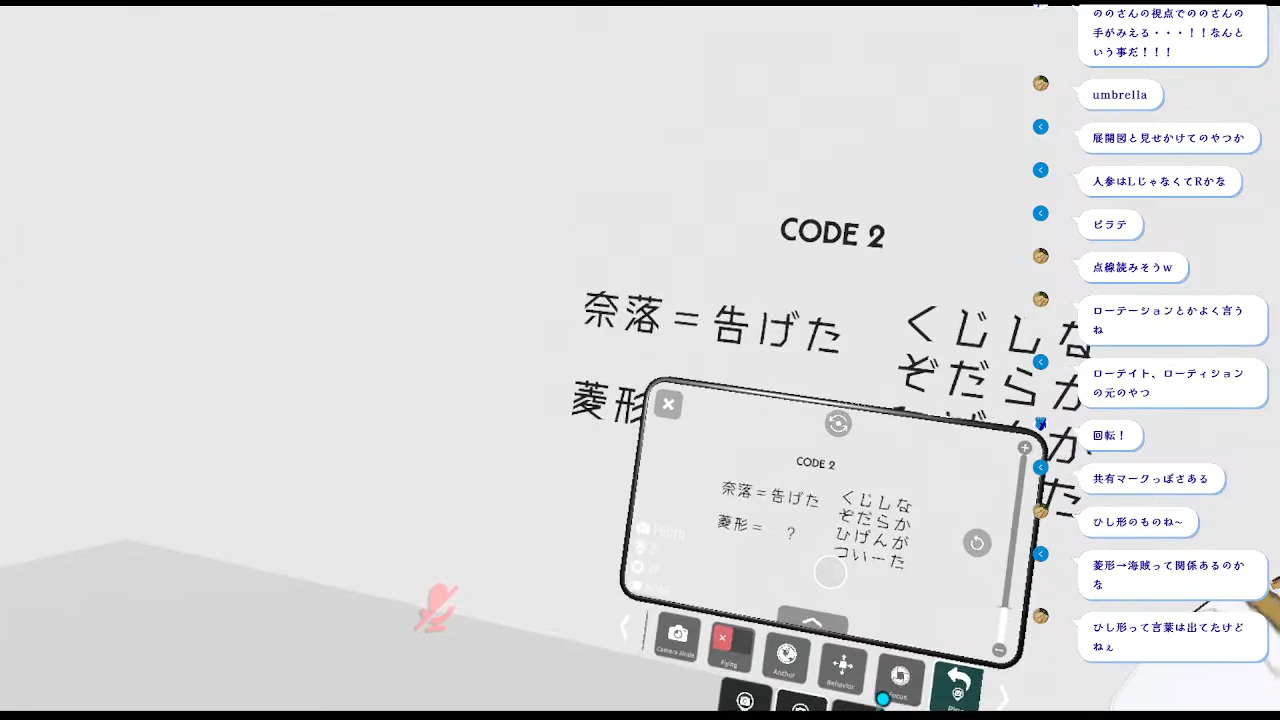 CODE 2
奈落＝告げた
くじしな
ぞだらか
菱形
CODE 2
奈落＝告げた
菱形＝ ？
くじしな
ぞだらか
ひげんが
ついーた
PHOTO
Camera Mode
Flying
Anchor
Behavior
Focus
ののさんの視点でののさんの
手がみえる・・・！！なんと
いう事だ！！！
umbrella
展開図と見せかけてのやつか
人参はLじゃなくてRかな
ピラテ
点線読みそうw
ローテーションとかよく言う
ね
ローテイト、ローティション
の元のやつ
回転！
共有マークっぽさある
ひし形のものね~
菱形→海賊って関係あるのか
な
ひし形って言葉は出てたけど
ねぇ